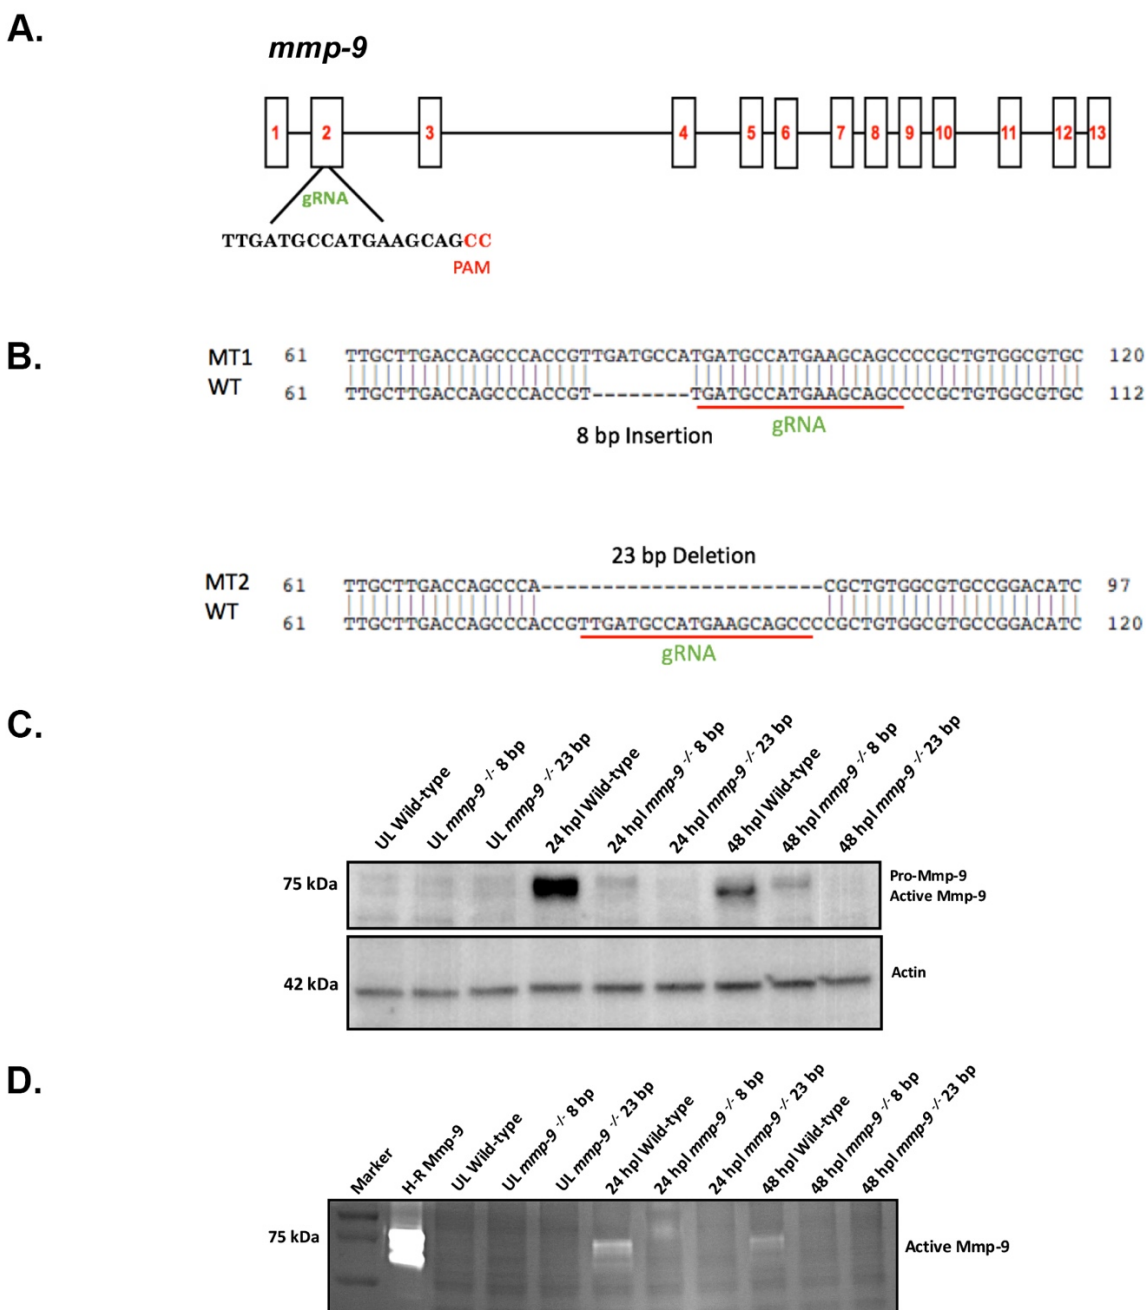 A.
mmp-9
1 2 3 4 5 6 7 8 9 10 11 12 13
gRNA
TTGATGCCATGAAGCAGCC
PAM
B.
MT1 61 TTGCTTGACCAGCCCACCGTTGATGCCATGATGCCATGAAGCAGCCCCGCTGTGGCGTGC 120
WT 61 TTGCTTGACCAGCCCACCGT--------TGATGCCATGAAGCAGCCCCGCTGTGGCGTGC 112
8 bp Insertion
gRNA
23 bp Deletion
MT2 61 TTGCTTGACCAGCCCA-----------------------CGCTGTGGCGTGCCGGACATC 97
WT 61 TTGCTTGACCAGCCCACCGTTGATGCCATGAAGCAGCCCCGCTGTGGCGTGCCGGACATC 120
gRNA
C.
UL Wild-type
UL mmp-9 -/- 8 bp
UL mmp-9 -/- 23 bp
24 hpl Wild-type
24 hpl mmp-9 -/- 8 bp
24 hpl mmp-9 -/- 23 bp
48 hpl Wild-type
48 hpl mmp-9 -/- 8 bp
48 hpl mmp-9 -/- 23 bp
75 kDa
Pro-Mmp-9
Active Mmp-9
42 kDa
Actin
D.
Marker
H-R Mmp-9
UL Wild-type
UL mmp-9 -/- 8 bp
UL mmp-9 -/- 23 bp
24 hpl Wild-type
24 hpl mmp-9 -/- 8 bp
24 hpl mmp-9 -/- 23 bp
48 hpl Wild-type
48 hpl mmp-9 -/- 8 bp
48 hpl mmp-9 -/- 23 bp
75 kDa
Active Mmp-9